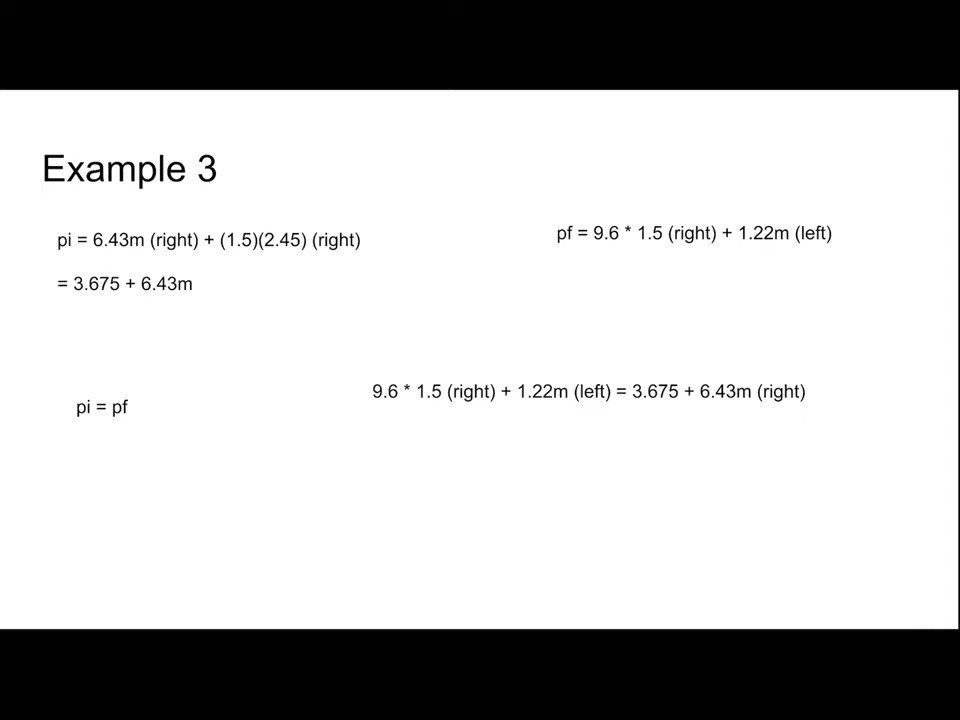 Example 3
pi = 6.43m (right) + (1.5)(2.45) (right)
= 3.675 + 6.43m
pf = 9.6 * 1.5 (right) + 1.22m (left)
pi = pf
9.6 * 1.5 (right) + 1.22m (left) = 3.675 + 6.43m (right)